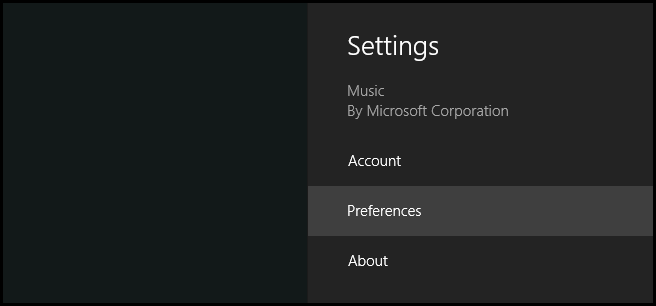 Settings
Music
By Microsoft Corporation
Account
Preferences
About